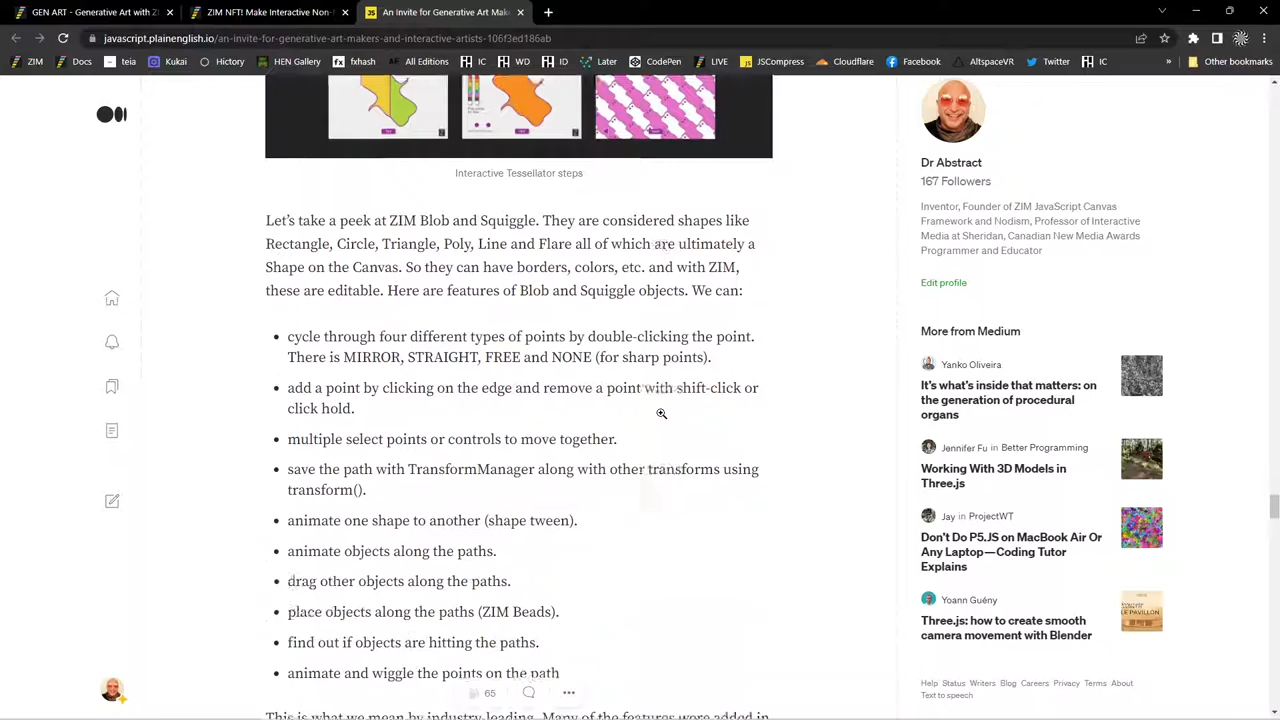 GEN ART - Generative Art with Z
ZIM NFT! Make Interactive Non-
An Invite for Generative Art Mak
javascript.plainenglish.io/an-invite-for-generative-art-makers-and-interactive-artists-106f3ed186ab
ZIM Docs teia Kukai Hictory HEN Gallery fxhash All Editions IC WD ID Later CodePen LIVE JSCompress Cloudflare Facebook AltspaceVR Twitter IC » Other bookmarks
Interactive Tessellator steps
Let's take a peek at ZIM Blob and Squiggle. They are considered shapes like
Rectangle, Circle, Triangle, Poly, Line and Flare all of which are ultimately a
Shape on the Canvas. So they can have borders, colors, etc. and with ZIM,
these are editable. Here are features of Blob and Squiggle objects. We can:
• cycle through four different types of points by double-clicking the point.
There is MIRROR, STRAIGHT, FREE and NONE (for sharp points).
• add a point by clicking on the edge and remove a point with shift-click or
click hold.
• multiple select points or controls to move together.
• save the path with TransformManager along with other transforms using
transform().
• animate one shape to another (shape tween).
• animate objects along the paths.
• drag other objects along the paths.
• place objects along the paths (ZIM Beads).
• find out if objects are hitting the paths.
• animate and wiggle the points on the path
65
This is what we mean by industry-leading. Many of the features were added in
Dr Abstract
167 Followers
Inventor, Founder of ZIM JavaScript Canvas
Framework and Nodism, Professor of Interactive
Media at Sheridan, Canadian New Media Awards
Programmer and Educator
Edit profile
More from Medium
Yanko Oliveira
It's what's inside that matters: on
the generation of procedural
organs
Jennifer Fu in Better Programming
Working With 3D Models in
Three.js
Jay in ProjectWT
Don't Do P5.JS on MacBook Air Or
Any Laptop—Coding Tutor
Explains
Yoann Guény
Three.js: how to create smooth
camera movement with Blender
Help Status Writers Blog Careers Privacy Terms About
Text to speech